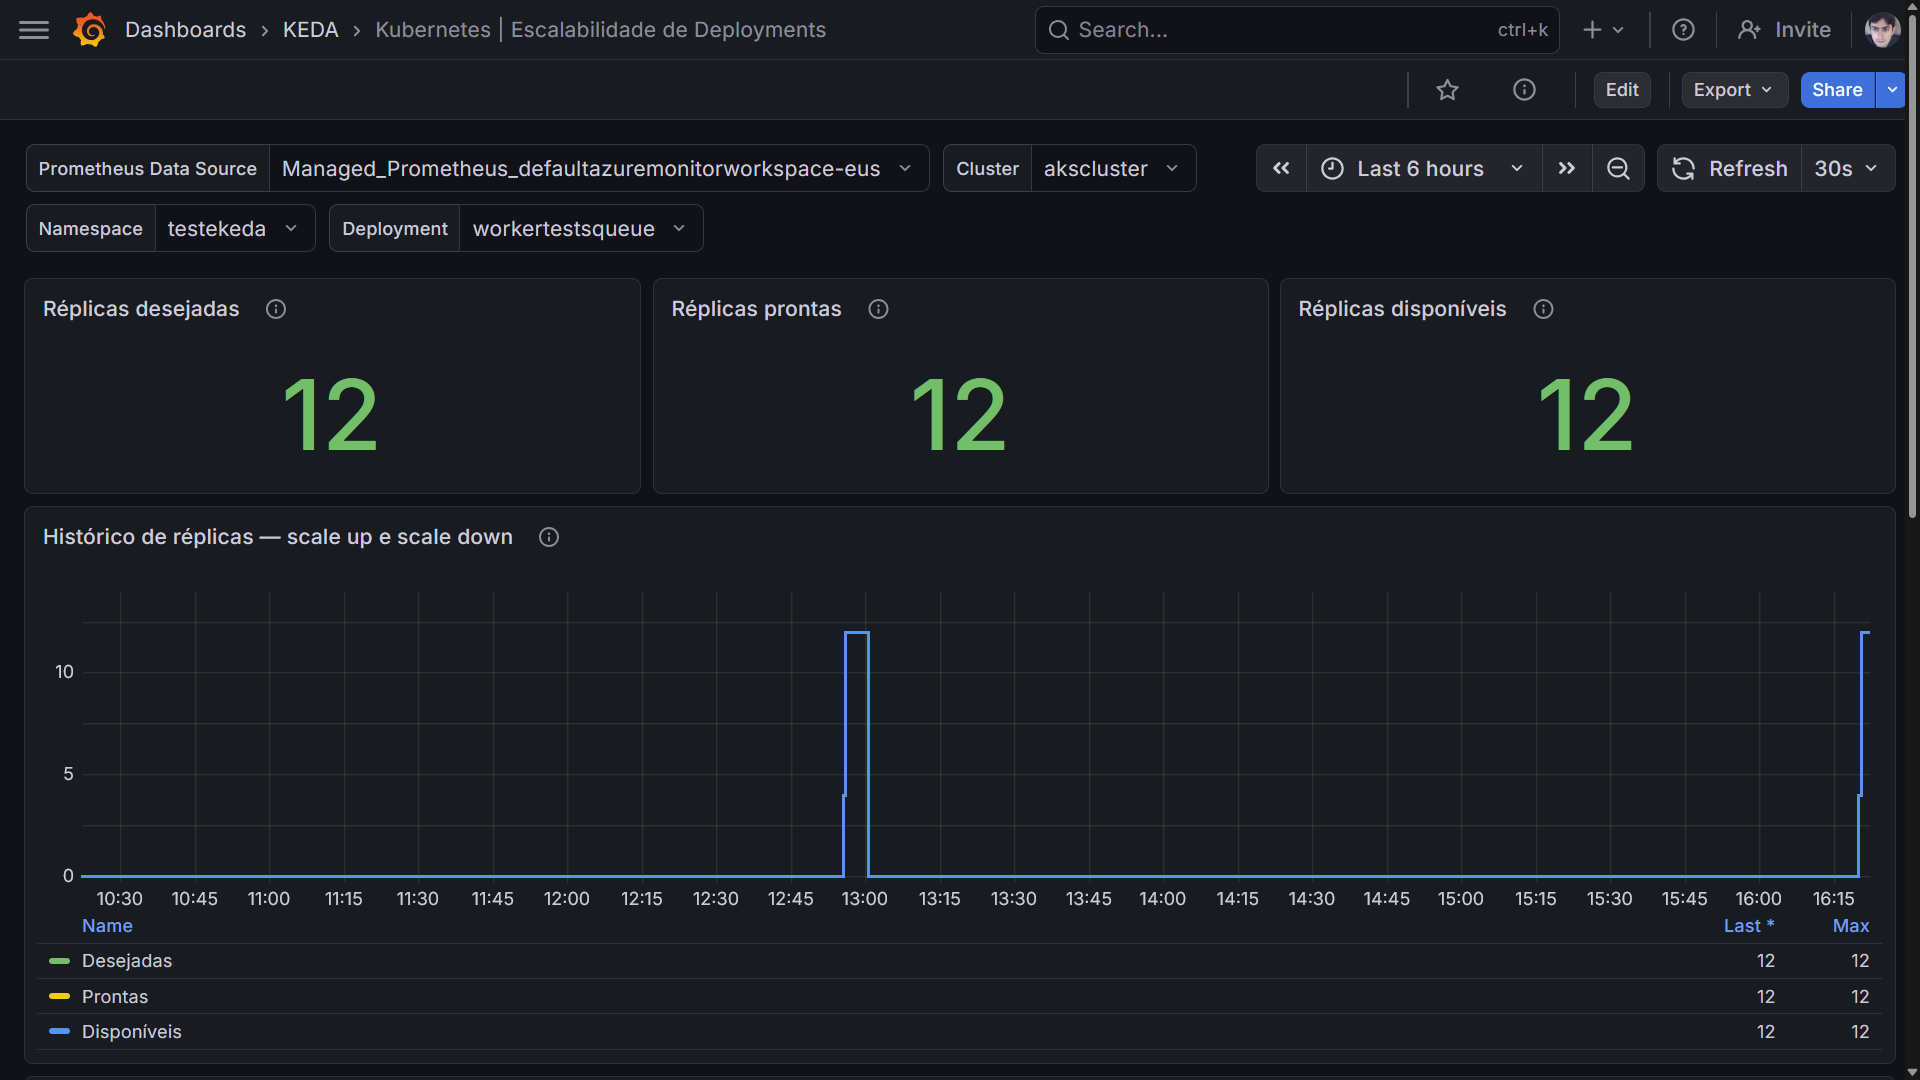 Dashboards › KEDA › Kubernetes | Escalabilidade de Deployments
Search...
ctrl+k
Invite
Edit
Export
Share
Prometheus Data Source
Managed_Prometheus_defaultazuremonitorworkspace-eus
Cluster
akscluster
Last 6 hours
Refresh
30s
Namespace
testekeda
Deployment
workertestsqueue
Réplicas desejadas
12
Réplicas prontas
12
Réplicas disponíveis
12
Histórico de réplicas — scale up e scale down
10
5
0
10:30 10:45 11:00 11:15 11:30 11:45 12:00 12:15 12:30 12:45 13:00 13:15 13:30 13:45 14:00 14:15 14:30 14:45 15:00 15:15 15:30 15:45 16:00 16:15
Name Last * Max
Desejadas 12 12
Prontas 12 12
Disponíveis 12 12